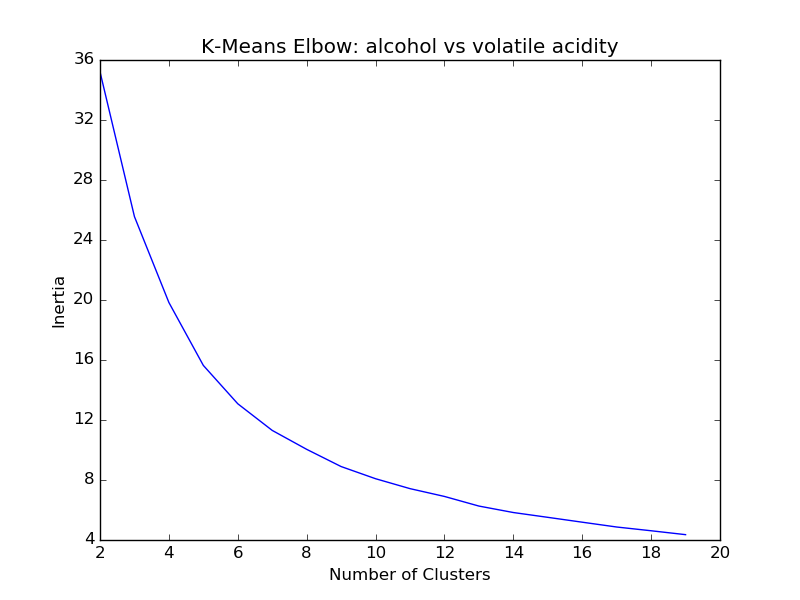 K-Means Elbow: alcohol vs volatile acidity
36
32
28
24
20
16
12
8
4
Inertia
2 4 6 8 10 12 14 16 18 20
Number of Clusters